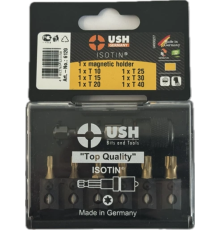 USH
GERMANY
ISOTIN®
1 x magnetic holder
1 x T 10 1 x T 25
1 x T 15 1 x T 30
1 x T 20 1 x T 40
USH
Bits and Tools
"Top Quality"
ISOTIN®
Made in Germany